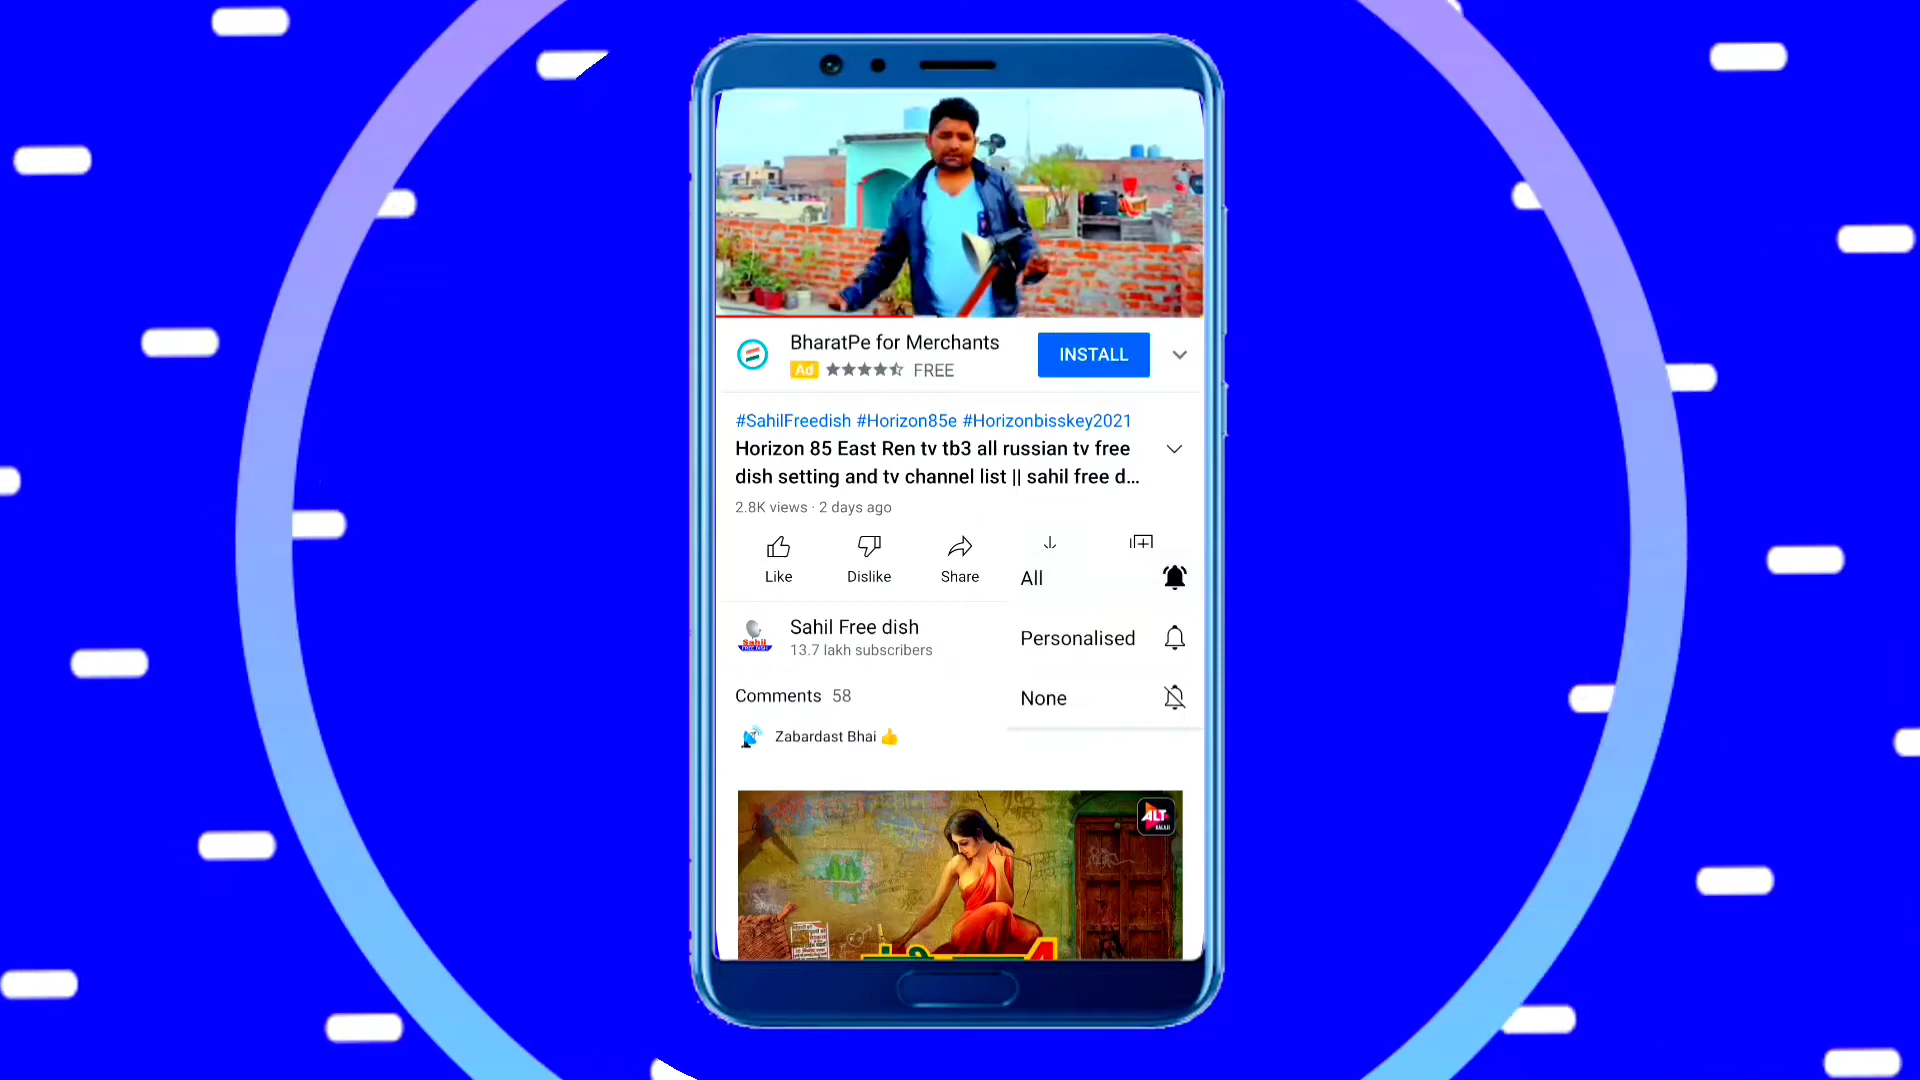 BharatPe for Merchants
Ad FREE
INSTALL
#SahilFreedish #Horizon85e #Horizonbisskey2021
Horizon 85 East Ren tv tb3 all russian tv free
dish setting and tv channel list || sahil free d...
2.8K views · 2 days ago
Like
Dislike
Share
All
Sahil Free dish
13.7 lakh subscribers
Personalised
None
Comments 58
Zabardast Bhai 👍
ALT
BALAJI